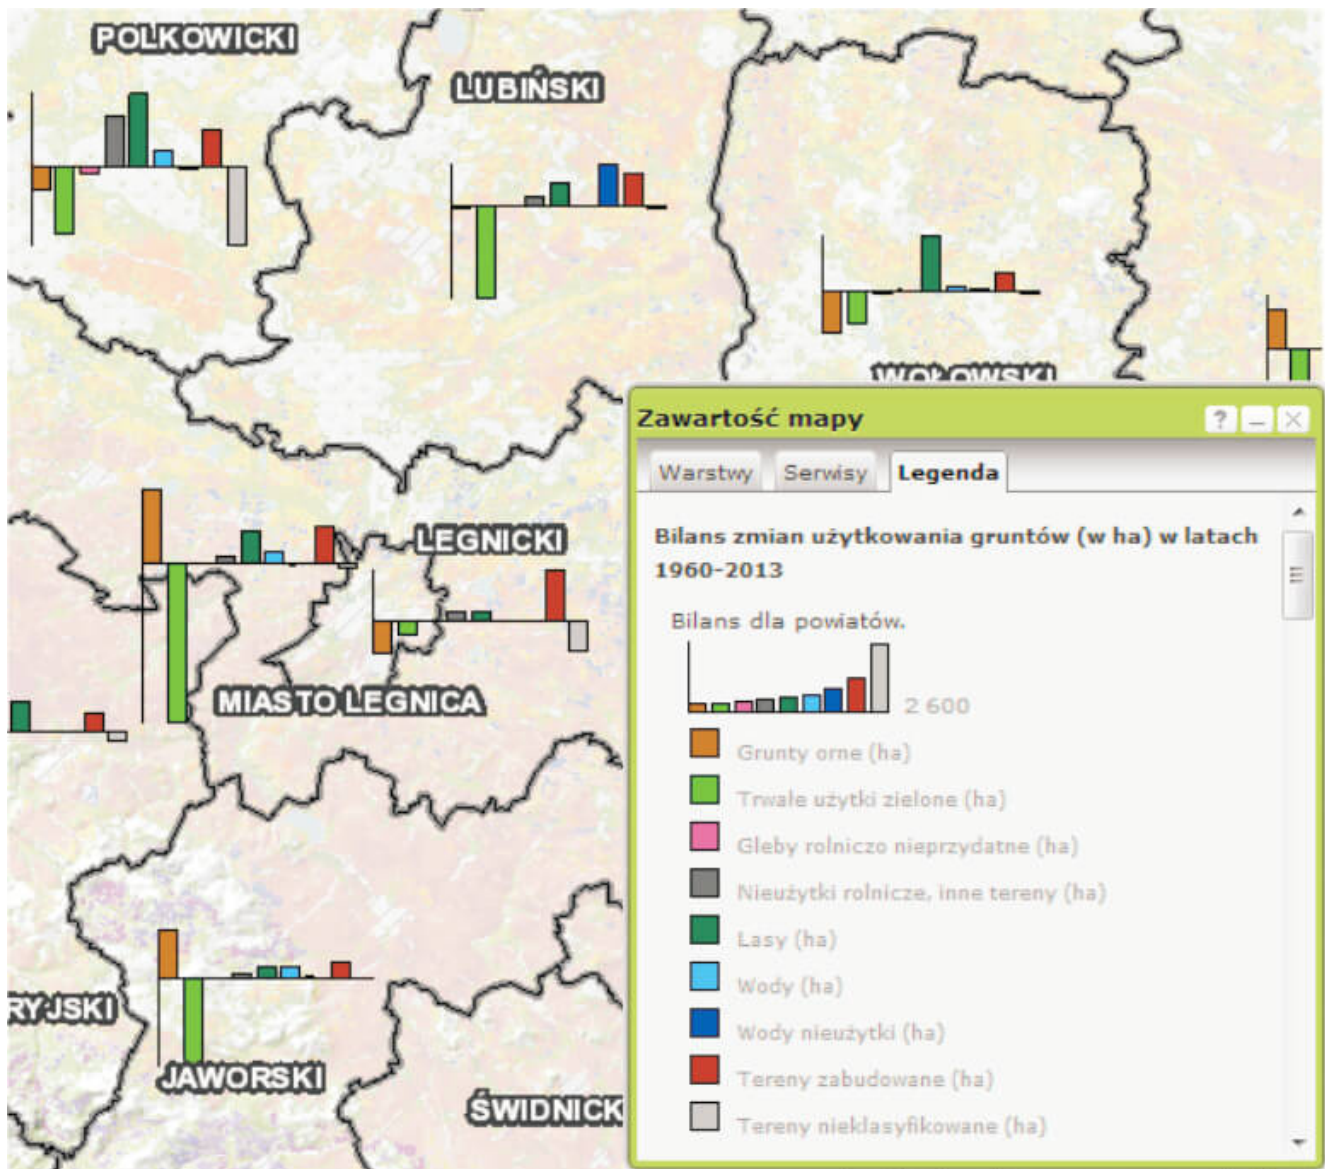 POLKOWICKI
LUBIŃSKI
WOŁOWSKI
Zawartość mapy
?
Warstwy Serwisy Legenda
Bilans zmian użytkowania gruntów (w ha) w latach
1960-2013
Bilans dla powiatów.
2 600
Grunty orne (ha)
Trwałe użytki zielone (ha)
Gleby rolniczo nieprzydatne (ha)
Nieużytki rolnicze, inne tereny (ha)
Lasy (ha)
Wody (ha)
Wody nieużytki (ha)
Tereny zabudowane (ha)
Tereny nieklasyfikowane (ha)
LEGNICKI
MIASTO LEGNICA
RYJSKI
JAWORSKI
ŚWIDNICK